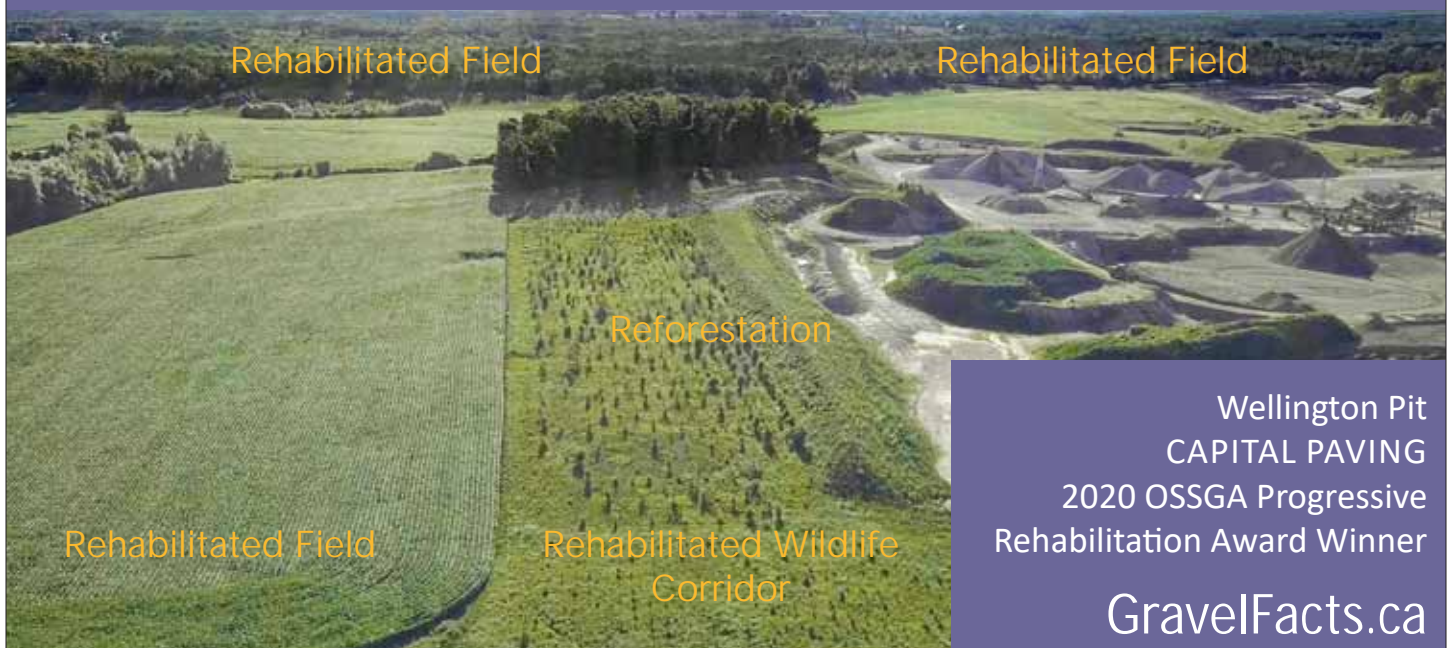 Rehabilitated Field
Rehabilitated Field
Reforestation
Rehabilitated Field
Rehabilitated Wildlife
Corridor
Wellington Pit
CAPITAL PAVING
2020 OSSGA Progressive
Rehabilitation Award Winner
GravelFacts.ca